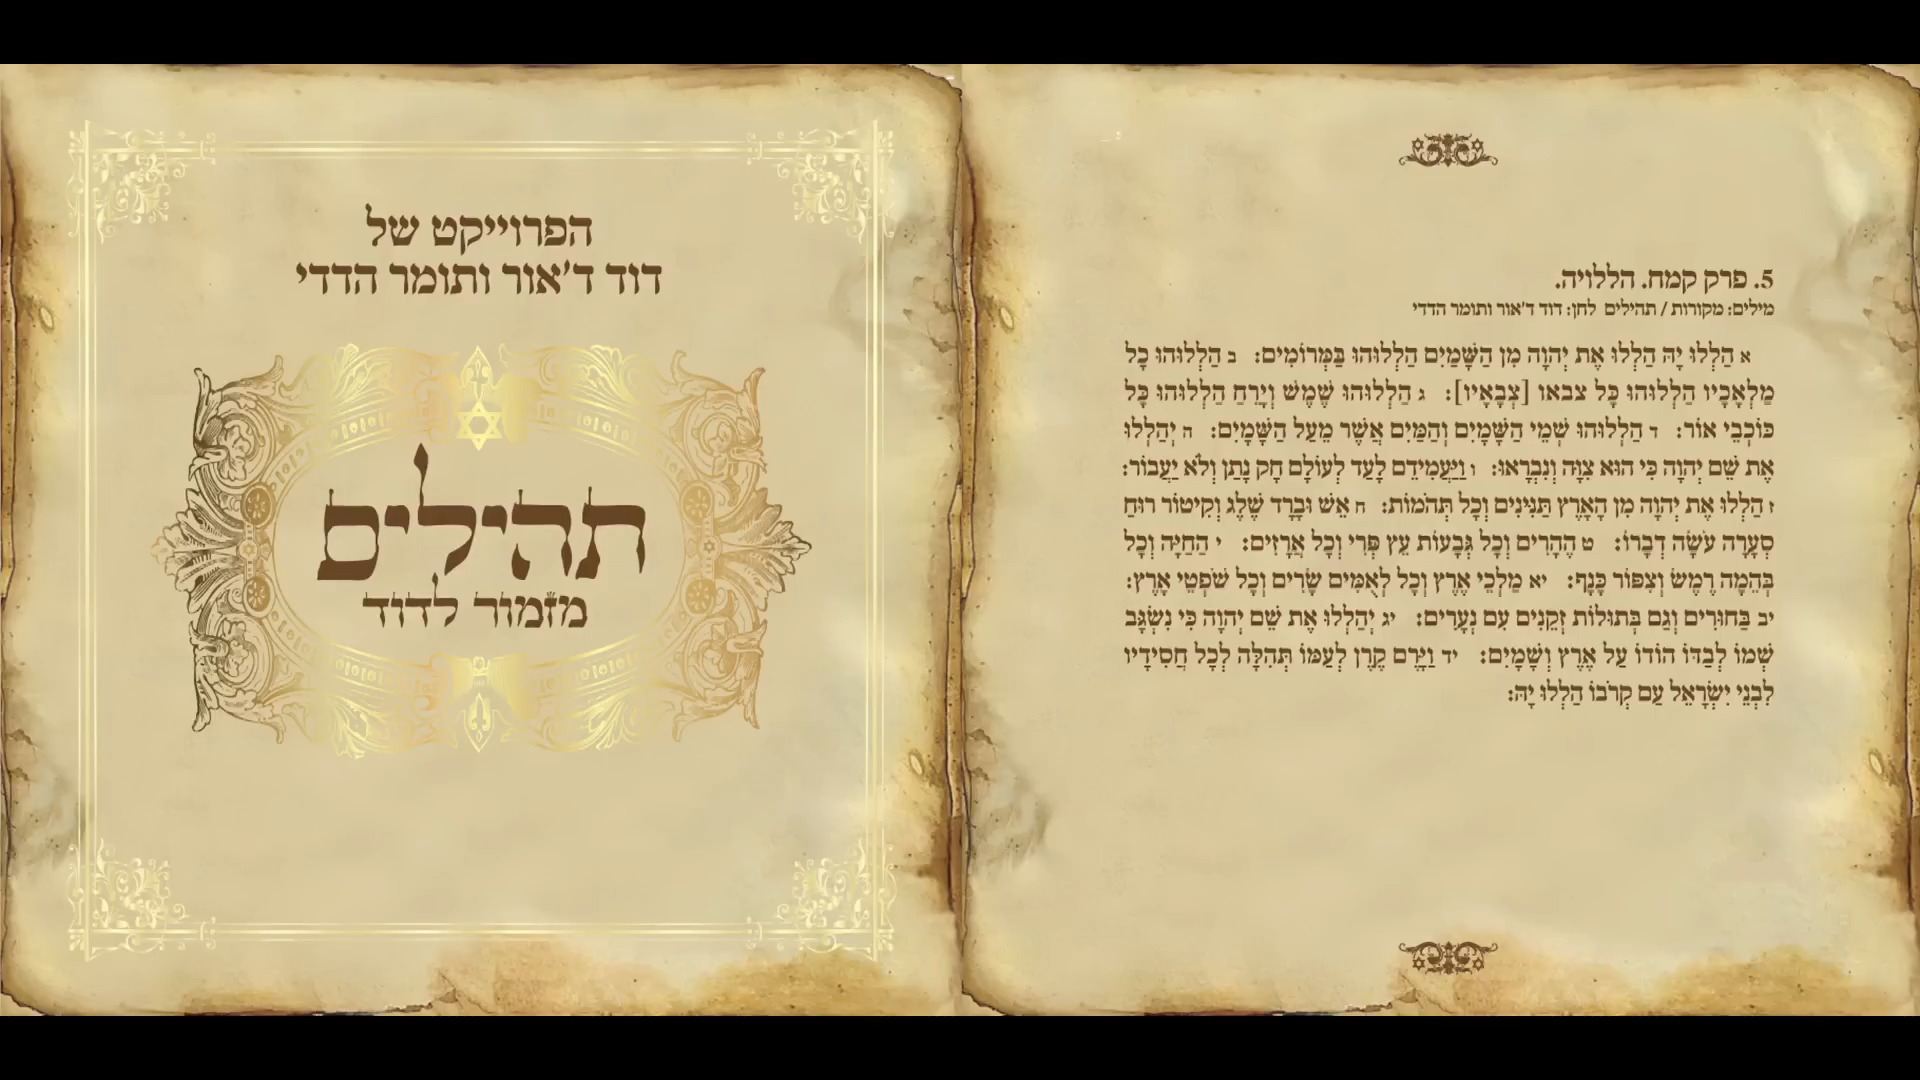 הפרוייקט של
דוד ד'אור ותומר הדדי
תהילים
מזמור לדוד
5. פרק קמח. הללויה.
מילים: מקורות / תהילים לחן: דוד ד'אור ותומר הדדי
א הַלְלוּ יָהּ הַלְלוּ אֶת יְהוָה מִן הַשָּׁמַיִם הַלְלוּהוּ בַּמְּרוֹמִים: ב הַלְלוּהוּ כָל
מַלְאָכָיו הַלְלוּהוּ כָּל צבאו [צְבָאָיו]: ג הַלְלוּהוּ שֶׁמֶשׁ וְיָרֵחַ הַלְלוּהוּ כָּל
כּוֹכְבֵי אוֹר: ד הַלְלוּהוּ שְׁמֵי הַשָּׁמָיִם וְהַמַּיִם אֲשֶׁר מֵעַל הַשָּׁמָיִם: ה יְהַלְלוּ
אֶת שֵׁם יְהוָה כִּי הוּא צִוָּה וְנִבְרָאוּ: ו וַיַּעֲמִידֵם לָעַד לְעוֹלָם חָק נָתַן וְלֹא יַעֲבוֹר:
ז הַלְלוּ אֶת יְהוָה מִן הָאָרֶץ תַּנִּינִים וְכָל תְּהֹמוֹת: ח אֵשׁ וּבָרָד שֶׁלֶג וְקִיטוֹר רוּחַ
סְעָרָה עֹשָׂה דְבָרוֹ: ט הֶהָרִים וְכָל גְּבָעוֹת עֵץ פְּרִי וְכָל אֲרָזִים: י הַחַיָּה וְכָל
בְּהֵמָה רֶמֶשׂ וְצִפּוֹר כָּנָף: יא מַלְכֵי אֶרֶץ וְכָל לְאֻמִּים שָׂרִים וְכָל שֹׁפְטֵי אָרֶץ:
יב בַּחוּרִים וְגַם בְּתוּלוֹת זְקֵנִים עִם נְעָרִים: יג יְהַלְלוּ אֶת שֵׁם יְהוָה כִּי נִשְׂגָּב
שְׁמוֹ לְבַדּוֹ הוֹדוֹ עַל אֶרֶץ וְשָׁמָיִם: יד וַיָּרֶם קֶרֶן לְעַמּוֹ תְּהִלָּה לְכָל חֲסִידָיו
לִבְנֵי יִשְׂרָאֵל עַם קְרֹבוֹ הַלְלוּ יָהּ: